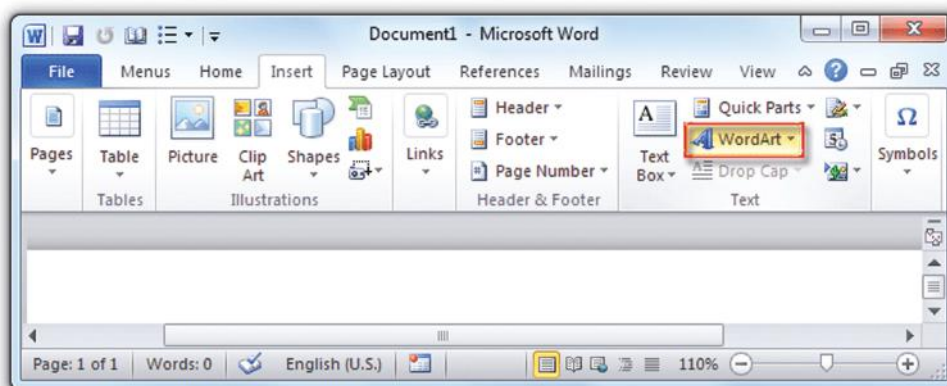 W Document1 - Microsoft Word
File Menus Home Insert Page Layout References Mailings Review View
Header
Quick Parts
A
Ω
Footer
WordArt
Pages Table Picture Clip Art Shapes Links
Text Box
Symbols
Page Number
Drop Cap
Tables Illustrations Header & Footer Text
Page: 1 of 1 Words: 0 English (U.S.) 110%